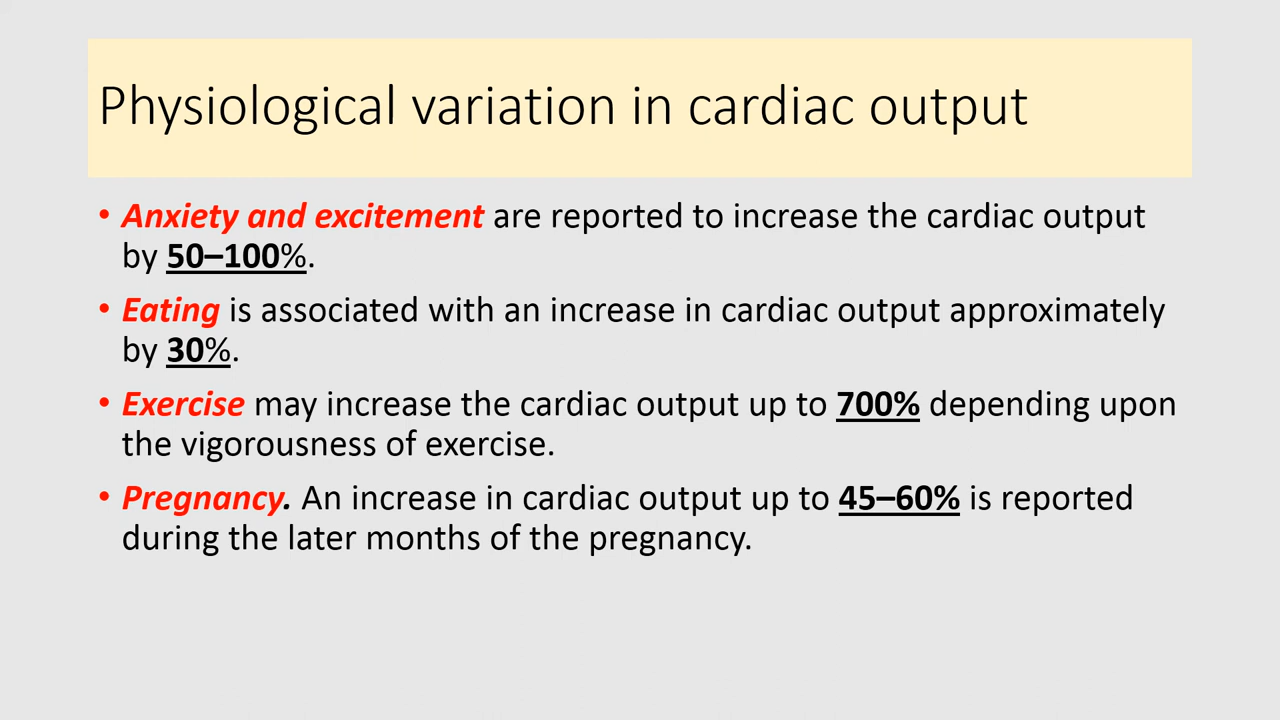 Physiological variation in cardiac output
• Anxiety and excitement are reported to increase the cardiac output
by 50–100%.
• Eating is associated with an increase in cardiac output approximately
by 30%.
• Exercise may increase the cardiac output up to 700% depending upon
the vigorousness of exercise.
• Pregnancy. An increase in cardiac output up to 45–60% is reported
during the later months of the pregnancy.